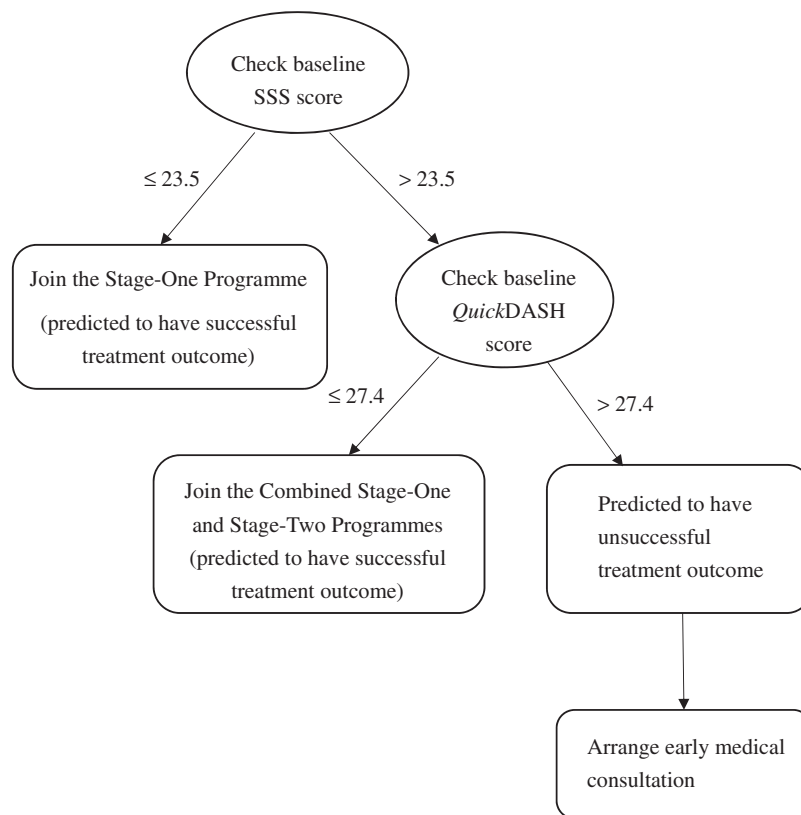 Check baseline
SSS score
≤ 23.5
> 23.5
Join the Stage-One Programme
(predicted to have successful
treatment outcome)
Check baseline
QuickDASH
score
≤ 27.4
> 27.4
Join the Combined Stage-One
and Stage-Two Programmes
(predicted to have successful
treatment outcome)
Predicted to have
unsuccessful
treatment outcome
Arrange early medical
consultation